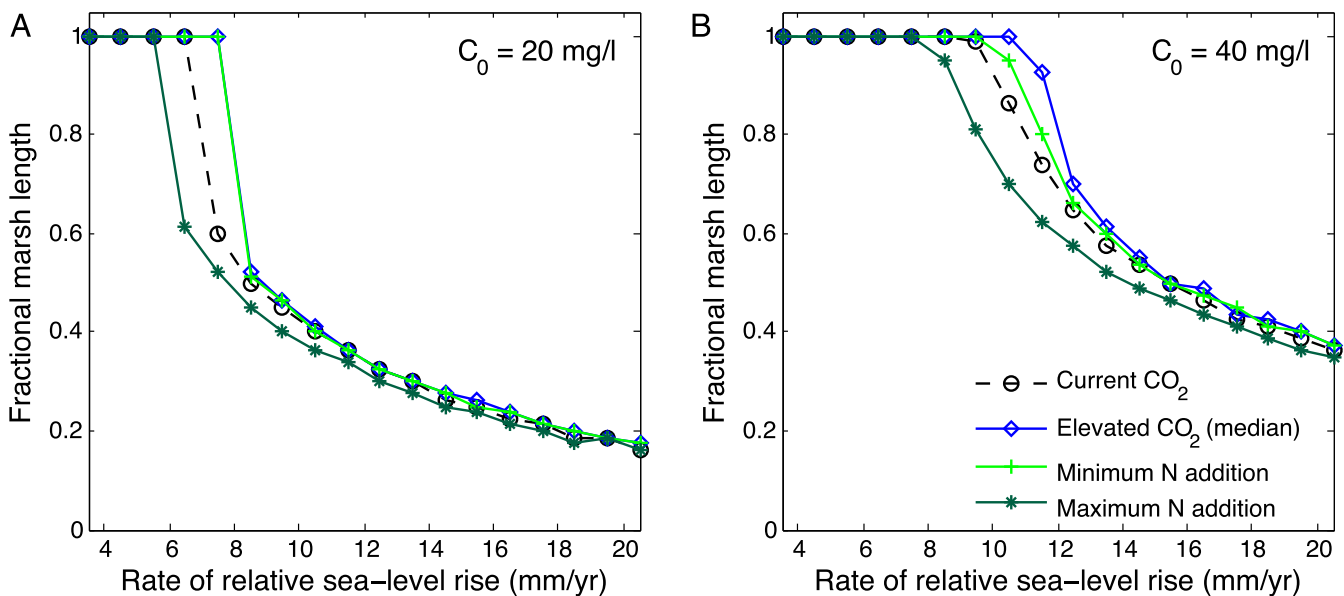 A
C0 = 20 mg/l
Fractional marsh length
1
0.8
0.6
0.4
0.2
0
4 6 8 10 12 14 16 18 20
Rate of relative sea-level rise (mm/yr)
B
C0 = 40 mg/l
Fractional marsh length
1
0.8
0.6
0.4
0.2
0
Current CO2
Elevated CO2 (median)
Minimum N addition
Maximum N addition
4 6 8 10 12 14 16 18 20
Rate of relative sea-level rise (mm/yr)